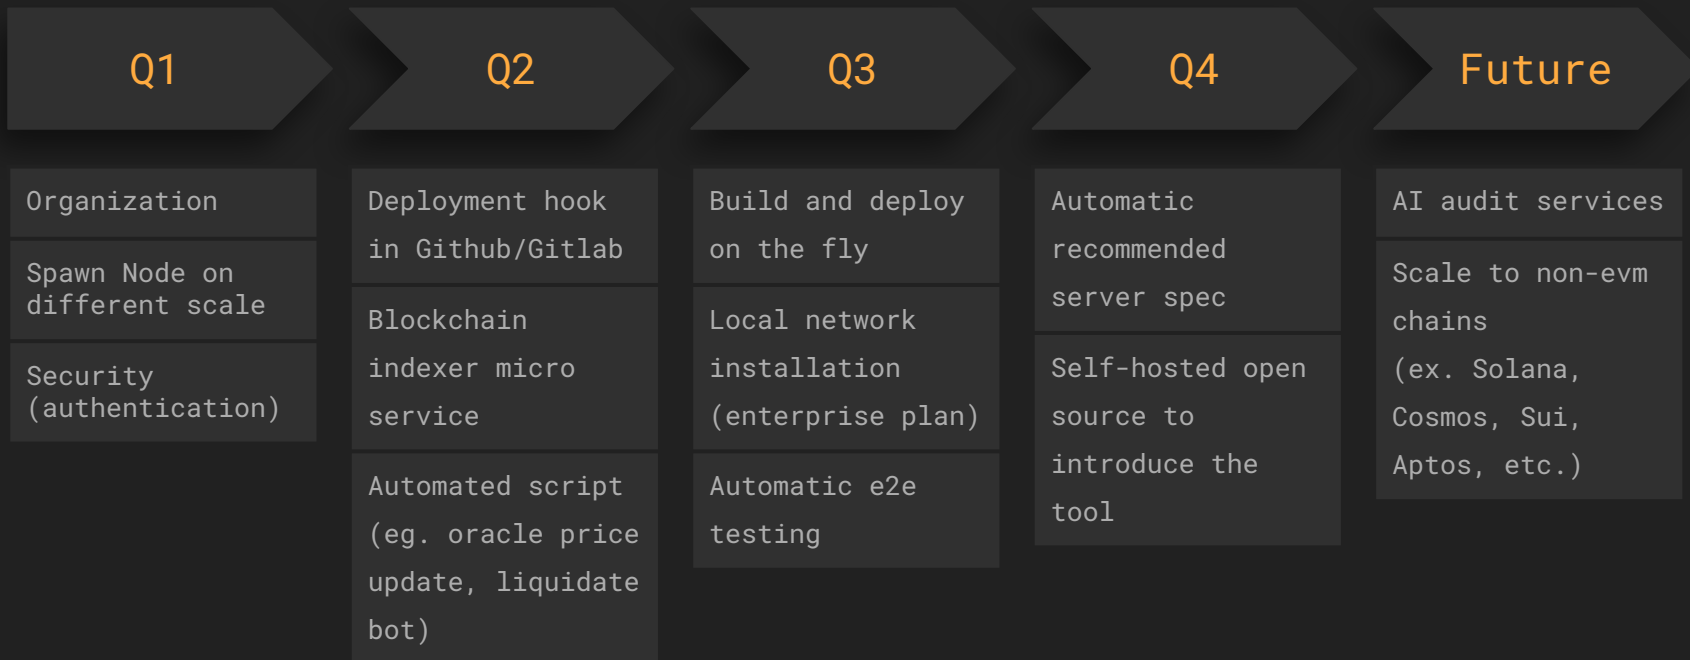 Q1
Q2
Q3
Q4
Future
Organization
Spawn Node on
different scale
Security
(authentication)
Deployment hook
in Github/Gitlab
Blockchain
indexer micro
service
Automated script
(eg. oracle price
update, liquidate
bot)
Build and deploy
on the fly
Local network
installation
(enterprise plan)
Automatic e2e
testing
Automatic
recommended
server spec
Self-hosted open
source to
introduce the
tool
AI audit services
Scale to non-evm
chains
(ex. Solana,
Cosmos, Sui,
Aptos, etc.)